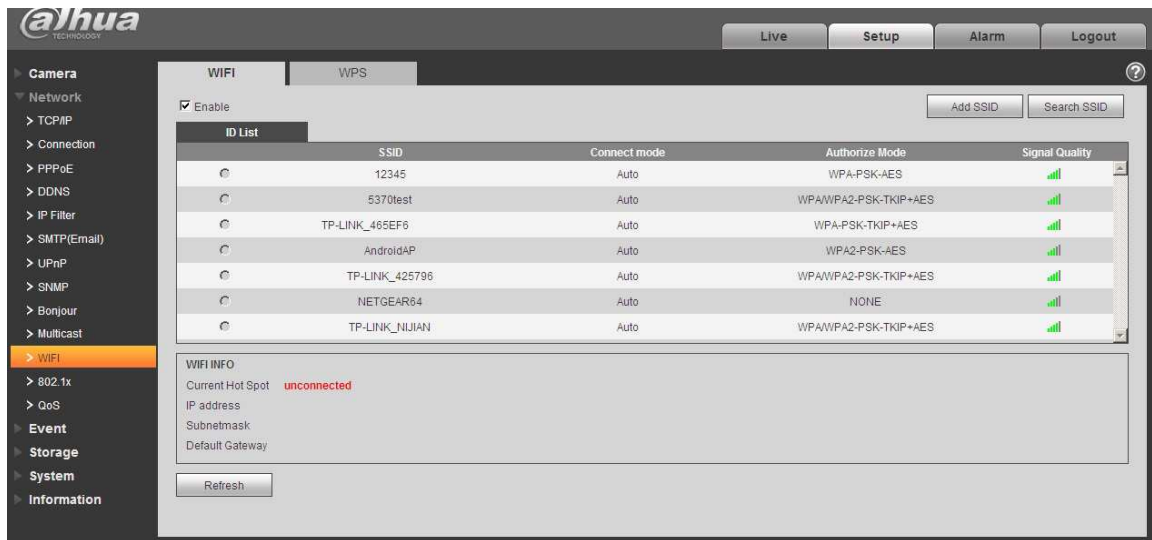 alhua
TECHNOLOGY
Live Setup Alarm Logout
Camera
Network
> TCP/IP
> Connection
> PPPoE
> DDNS
> IP Filter
> SMTP(Email)
> UPnP
> SNMP
> Bonjour
> Multicast
> WIFI
> 802.1x
> QoS
Event
Storage
System
Information
WIFI WPS
?
Enable Add SSID Search SSID
ID List
SSID Connect mode Authorize Mode Signal Quality
12345 Auto WPA-PSK-AES
5370test Auto WPA/WPA2-PSK-TKIP+AES
TP-LINK_465EF6 Auto WPA-PSK-TKIP+AES
AndroidAP Auto WPA2-PSK-AES
TP-LINK_425796 Auto WPA/WPA2-PSK-TKIP+AES
NETGEAR64 Auto NONE
TP-LINK_NIJIAN Auto WPA/WPA2-PSK-TKIP+AES
WIFI INFO
Current Hot Spot unconnected
IP address
Subnetmask
Default Gateway
Refresh